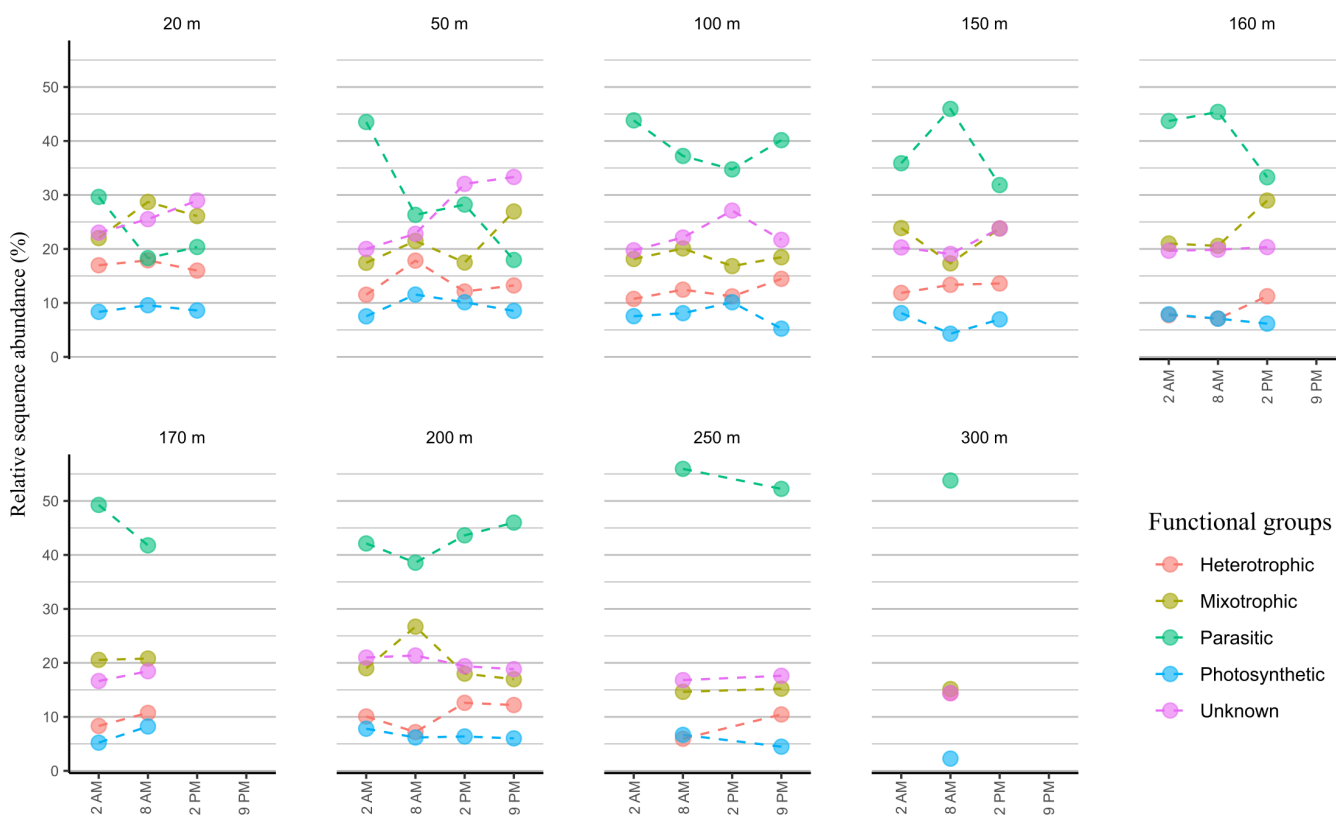 20 m 50 m 100 m 150 m 160 m
Relative sequence abundance (%)
50
40
30
20
10
0
2 AM 8 AM 2 PM 9 PM
170 m 200 m 250 m 300 m
50
40
30
20
10
0
2 AM 8 AM 2 PM 9 PM 2 AM 8 AM 2 PM 9 PM 2 AM 8 AM 2 PM 9 PM 2 AM 8 AM 2 PM 9 PM
Functional groups
Heterotrophic
Mixotrophic
Parasitic
Photosynthetic
Unknown